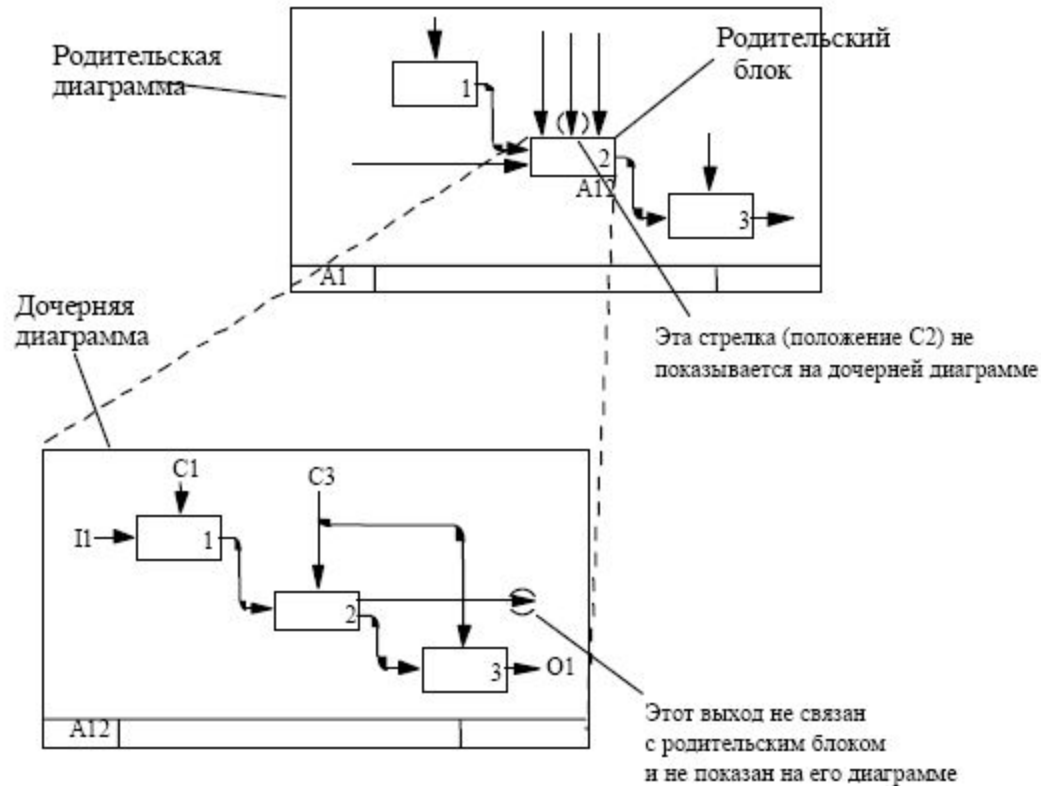 Родительская
диаграмма
Родительский
блок
1
2
A12
3
A1
Эта стрелка (положение C2) не
показывается на дочерней диаграмме
Дочерняя
диаграмма
C1
C3
I1
1
2
3
O1
A12
Этот выход не связан
с родительским блоком
и не показан на его диаграмме